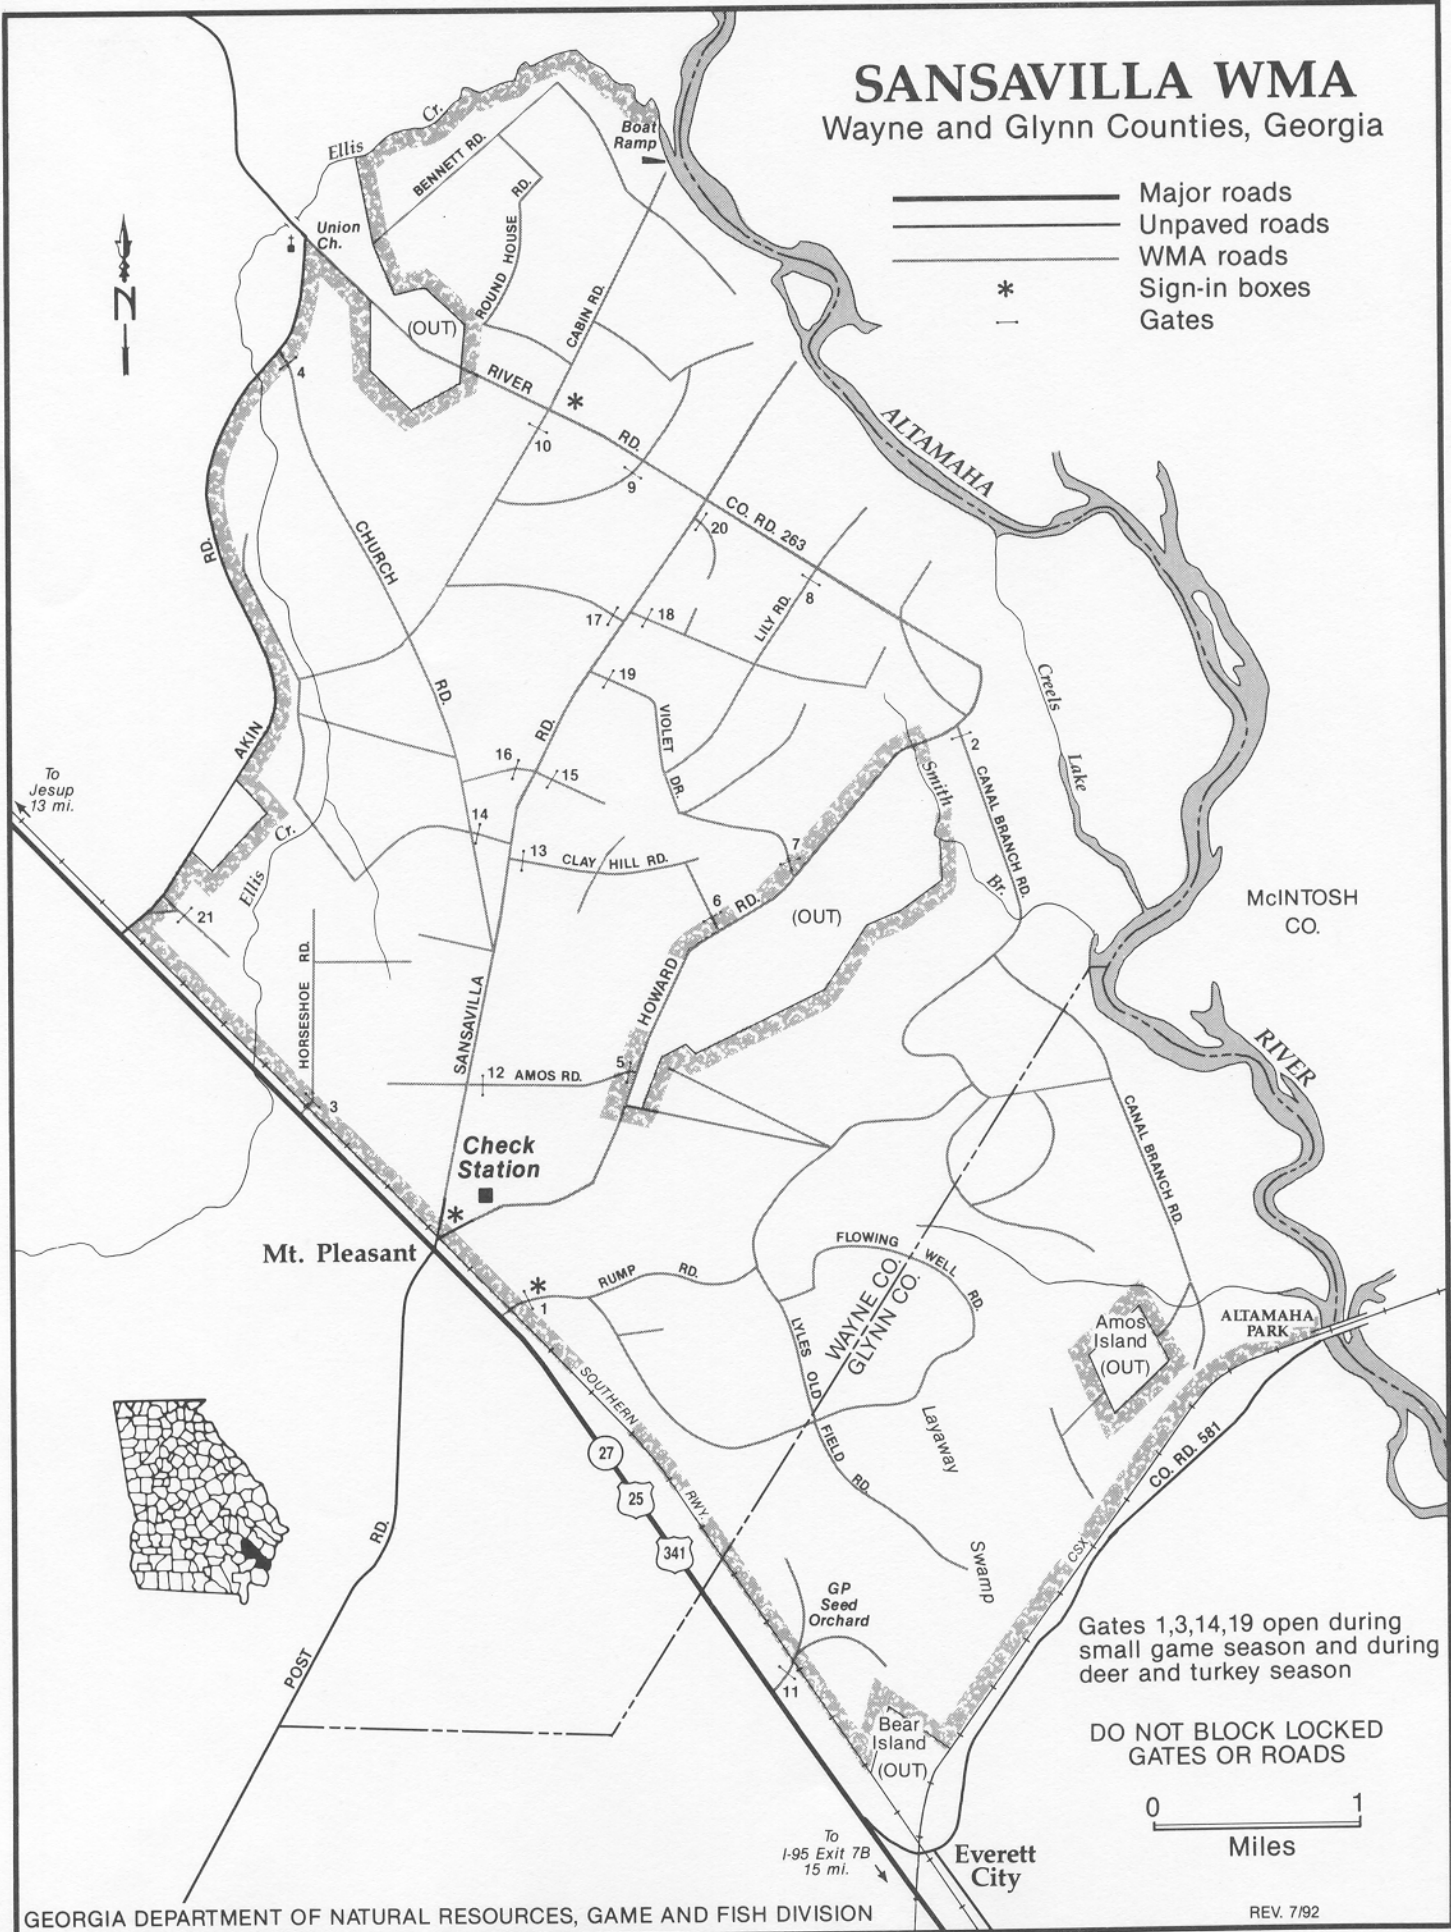 SANSAVILLA WMA
Wayne and Glynn Counties, Georgia
Major roads
Unpaved roads
WMA roads
* Sign-in boxes
Gates
N
Ellis
Cr.
Boat
Ramp
BENNETT RD.
ROUND HOUSE
RD.
Union
Ch.
(OUT)
CABIN RD.
4
RIVER
*
RD.
10
9
CO. RD. 263
20
ALTAMAHA
CHURCH
RD.
RD.
AKIN
8
LILY RD.
17
18
19
VIOLET
DR.
RD.
16
15
14
13
CLAY HILL RD.
Creels
Lake
2
Smith
Br.
CANAL BRANCH RD.
7
6
RD.
HOWARD
(OUT)
To
Jesup
13 mi.
Cr.
Ellis
21
HORSESHOE RD.
SANSAVILLA
McINTOSH
CO.
5
12 AMOS RD.
3
RIVER
CANAL BRANCH RD.
Check
Station
*
Mt. Pleasant
*
1
RUMP RD.
FLOWING WELL RD.
WAYNE CO.
GLYNN CO.
LYLES OLD
FIELD RD.
Amos
Island
(OUT)
ALTAMAHA
PARK
SOUTHERN
RWY.
27
25
341
Layaway
Swamp
CO. RD. 581
CSX
POST
RD.
GP
Seed
Orchard
11
Bear
Island
(OUT)
Gates 1,3,14,19 open during
small game season and during
deer and turkey season
DO NOT BLOCK LOCKED
GATES OR ROADS
0 1
Miles
To
I-95 Exit 7B
15 mi.
Everett
City
GEORGIA DEPARTMENT OF NATURAL RESOURCES, GAME AND FISH DIVISION
REV. 7/92